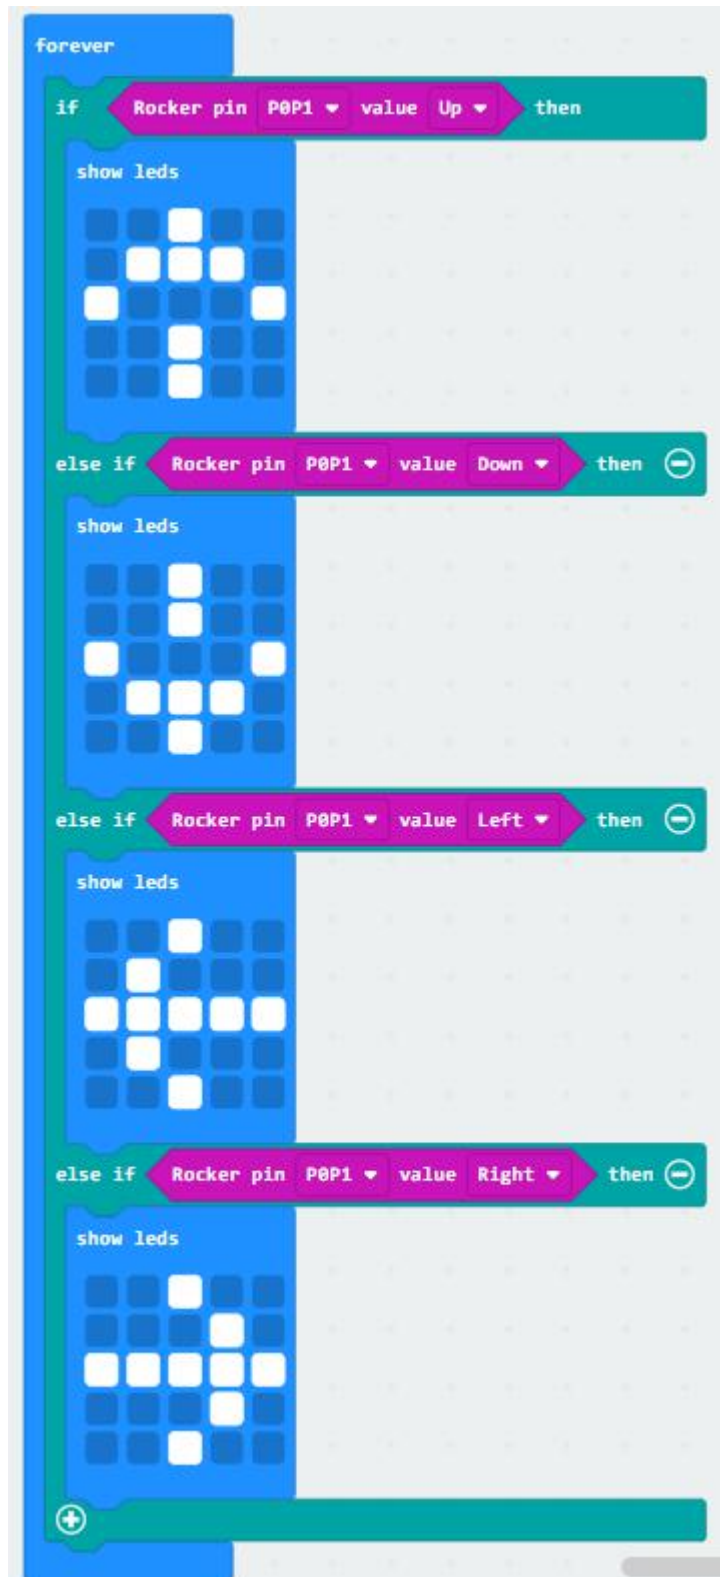 forever
if Rocker pin P0P1 value Up then
show leds
else if Rocker pin P0P1 value Down then
show leds
else if Rocker pin P0P1 value Left then
show leds
else if Rocker pin P0P1 value Right then
show leds